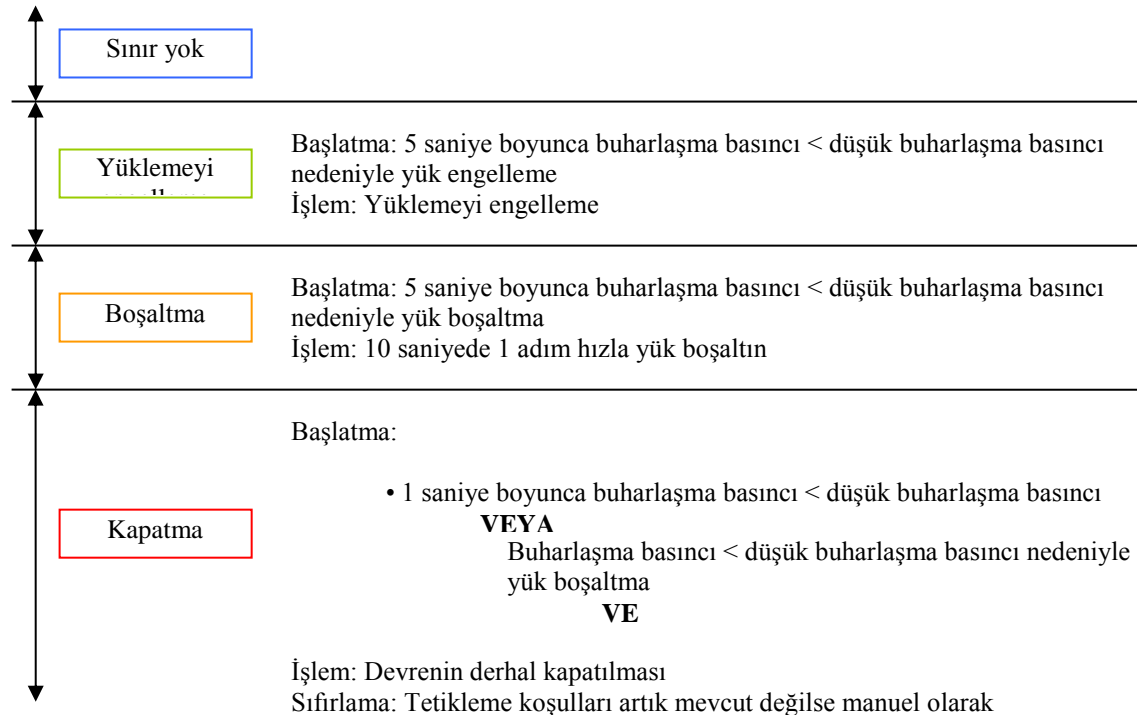 Sınır yok
Yüklemeyi
Başlatma: 5 saniye boyunca buharlaşma basıncı < düşük buharlaşma basıncı
nedeniyle yük engelleme
İşlem: Yüklemeyi engelleme
Boşaltma
Başlatma: 5 saniye boyunca buharlaşma basıncı < düşük buharlaşma basıncı
nedeniyle yük boşaltma
İşlem: 10 saniyede 1 adım hızla yük boşaltın
Kapatma
Başlatma:
• 1 saniye boyunca buharlaşma basıncı < düşük buharlaşma basıncı
VEYA
Buharlaşma basıncı < düşük buharlaşma basıncı nedeniyle
yük boşaltma
VE
İşlem: Devrenin derhal kapatılması
Sıfırlama: Tetikleme koşulları artık mevcut değilse manuel olarak